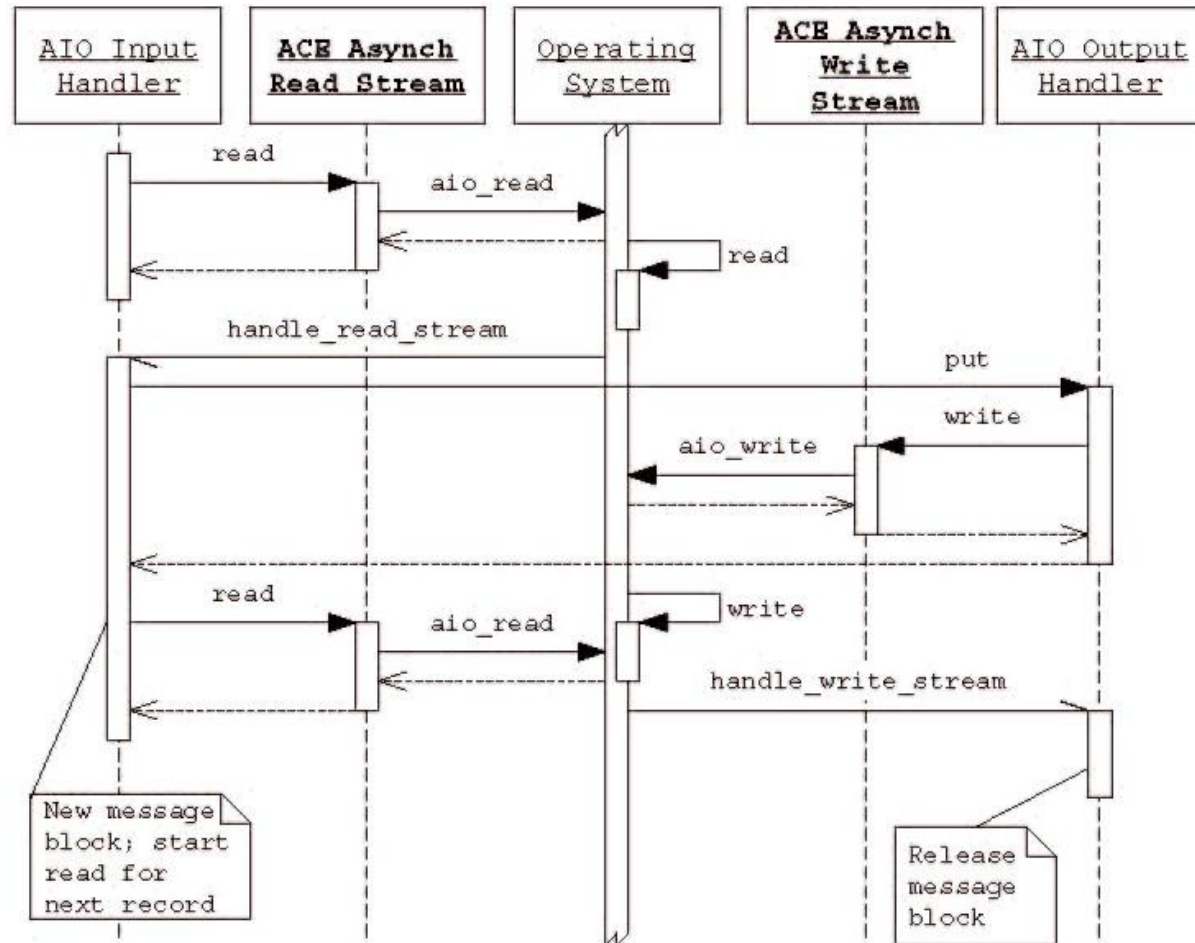 AIO Input
Handler
ACE Asynch
Read Stream
Operating
System
ACE Asynch
Write
Stream
AIO Output
Handler
read
aio_read
read
handle_read_stream
put
write
aio_write
read
write
aio_read
handle_write_stream
New message
block; start
read for
next record
Release
message
block